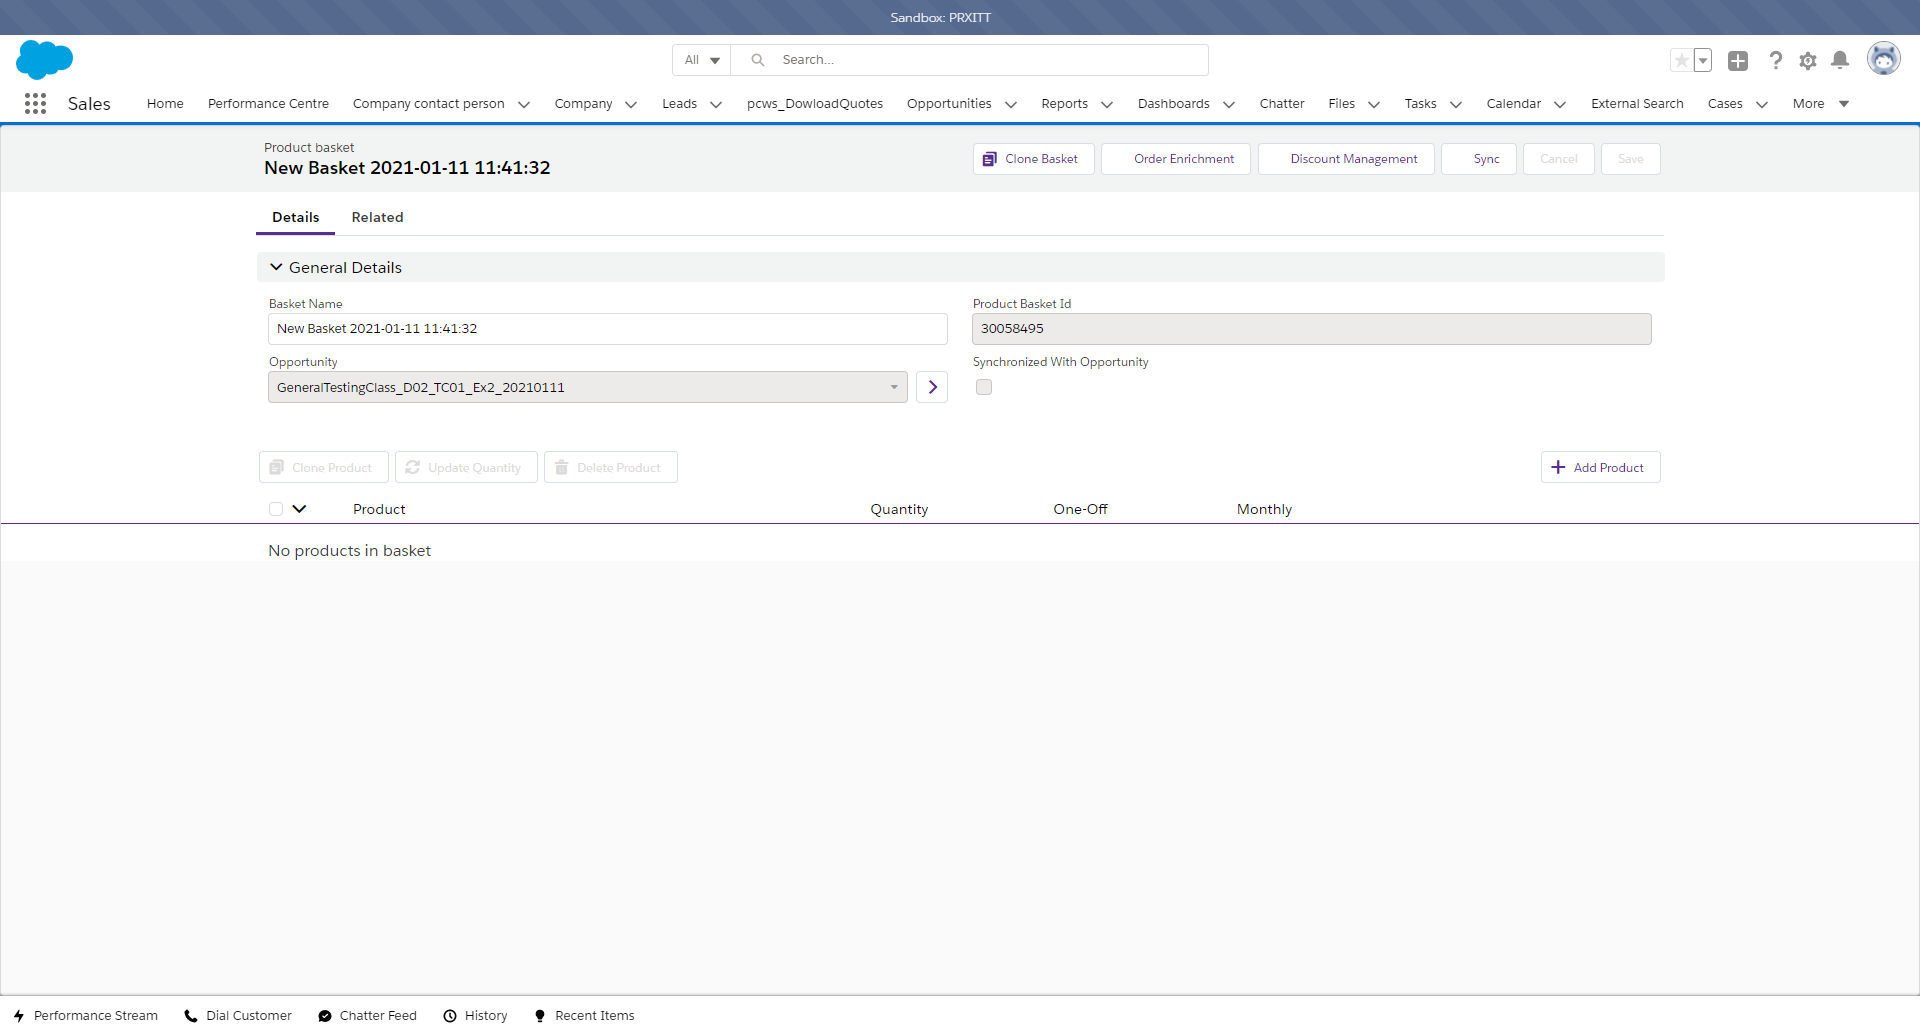 Sandbox: PRXITT
All
Search...
Sales
Home
Performance Centre
Company contact person
Company
Leads
pcws_DowloadQuotes
Opportunities
Reports
Dashboards
Chatter
Files
Tasks
Calendar
External Search
Cases
More
Product basket
New Basket 2021-01-11 11:41:32
Clone Basket
Order Enrichment
Discount Management
Sync
Cancel
Save
Details
Related
General Details
Basket Name
New Basket 2021-01-11 11:41:32
Product Basket Id
30058495
Opportunity
GeneralTestingClass_D02_TC01_Ex2_20210111
Synchronized With Opportunity
Clone Product
Update Quantity
Delete Product
Add Product
Product
Quantity
One-Off
Monthly
No products in basket
Performance Stream
Dial Customer
Chatter Feed
History
Recent Items